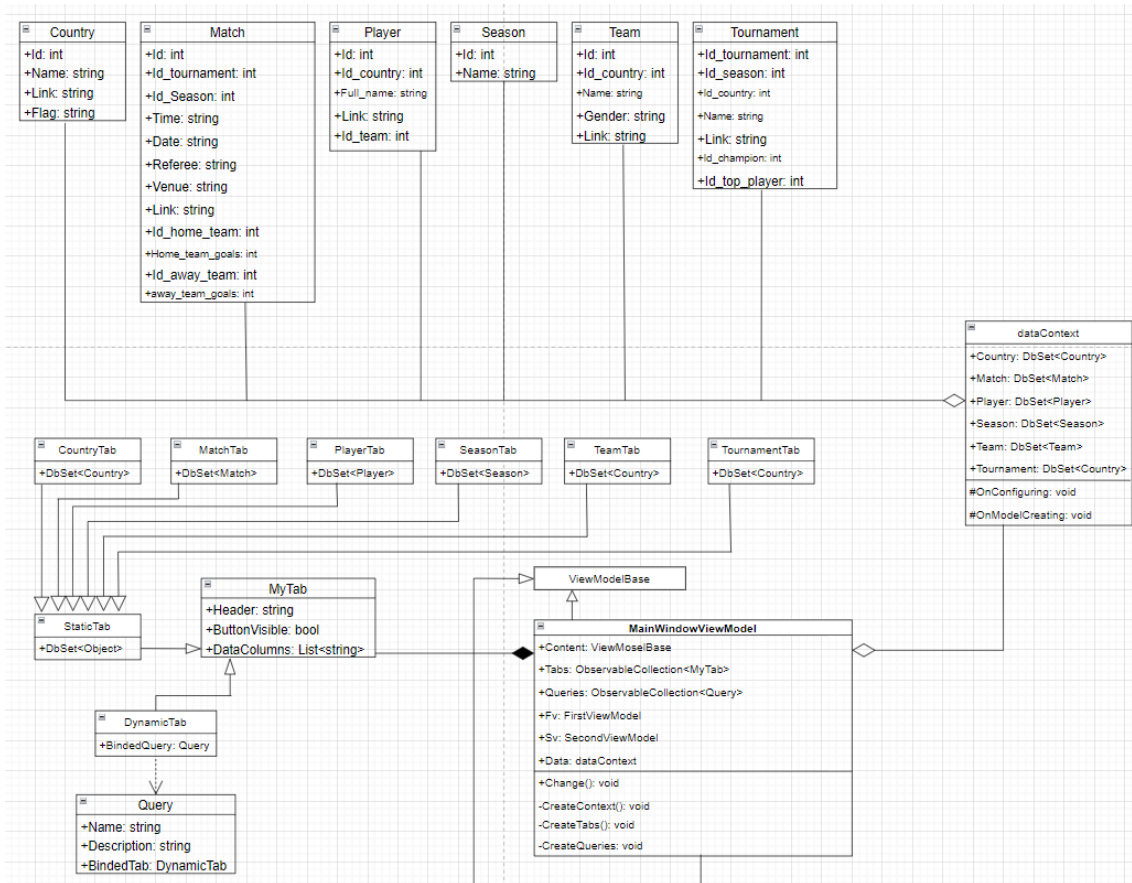 Country
+Id: int
+Name: string
+Link: string
+Flag: string
Match
+Id: int
+Id_tournament: int
+Id_Season: int
+Time: string
+Date: string
+Referee: string
+Venue: string
+Link: string
+Id_home_team: int
+Home_team_goals: int
+Id_away_team: int
+away_team_goals: int
Player
+Id: int
+Id_country: int
+Full_name: string
+Link: string
+Id_team: int
Season
+Id: int
+Name: string
Team
+Id: int
+Id_country: int
+Name: string
+Gender: string
+Link: string
Tournament
+Id_tournament: int
+Id_season: int
+Id_country: int
+Name: string
+Link: string
+Id_champion: int
+Id_top_player: int
dataContext
+Country: DbSet<Country>
+Match: DbSet<Match>
+Player: DbSet<Player>
+Season: DbSet<Season>
+Team: DbSet<Team>
+Tournament: DbSet<Country>
#OnConfiguring: void
#OnModelCreating: void
CountryTab
+DbSet<Country>
MatchTab
+DbSet<Match>
PlayerTab
+DbSet<Player>
SeasonTab
+DbSet<Season>
TeamTab
+DbSet<Country>
TournamentTab
+DbSet<Country>
StaticTab
+DbSet<Object>
MyTab
+Header: string
+ButtonVisible: bool
+DataColumns: List<string>
ViewModelBase
MainWindowViewModel
+Content: ViewMoselBase
+Tabs: ObservableCollection<MyTab>
+Queries: ObservableCollection<Query>
+Fv: FirstViewModel
+Sv: SecondViewModel
+Data: dataContext
+Change(): void
-CreateContext(): void
-CreateTabs(): void
-CreateQueries: void
DynamicTab
+BindedQuery: Query
Query
+Name: string
+Description: string
+BindedTab: DynamicTab